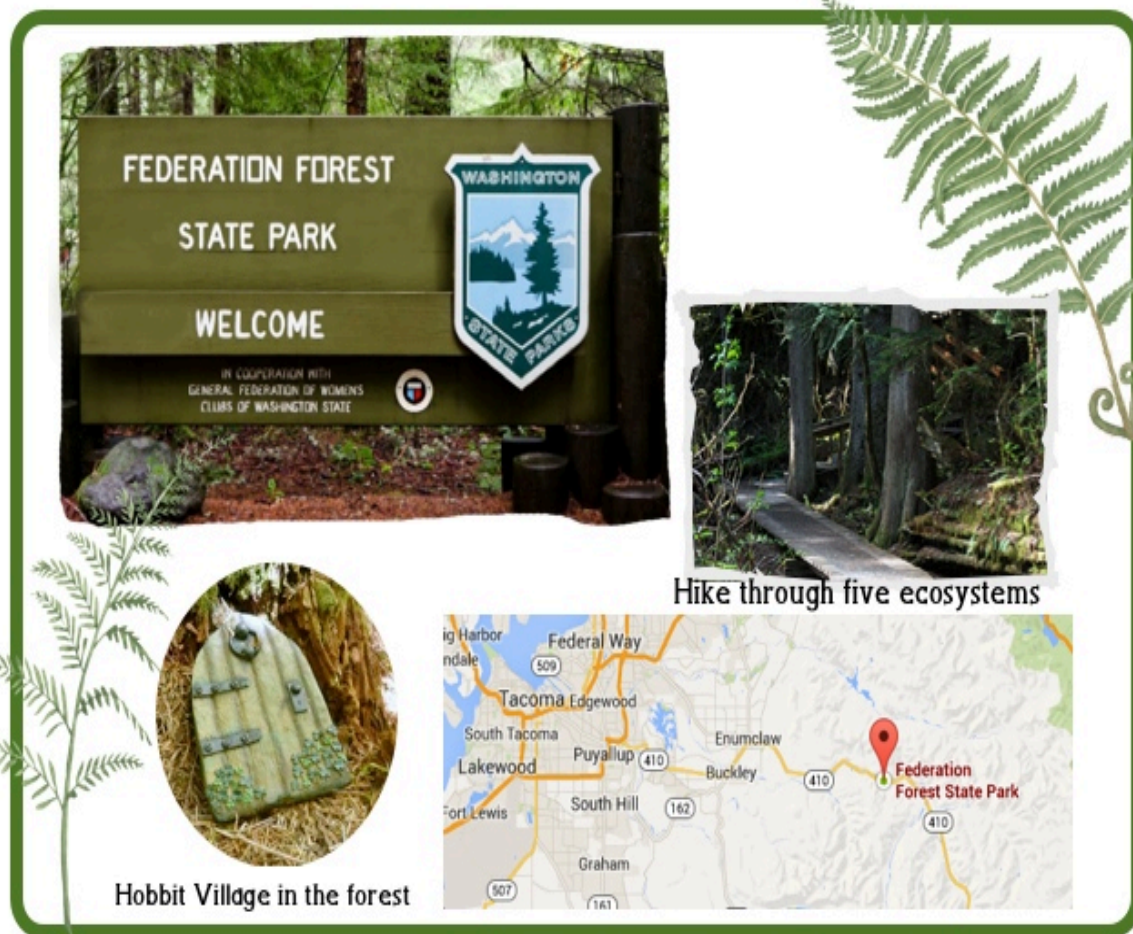 FEDERATION FOREST
STATE PARK
WELCOME
IN COOPERATION WITH
GENERAL FEDERATION OF WOMEN'S
CLUBS OF WASHINGTON STATE
WASHINGTON
STATE PARKS
Hike through five ecosystems
ig Harbor
Federal Way
ndale
509
Tacoma
Edgewood
South Tacoma
Puyallup
410
Enumclaw
Lakewood
Buckley
410
Federation
Forest State Park
Fort Lewis
South Hill
162
410
Graham
507
161
Hobbit Village in the forest